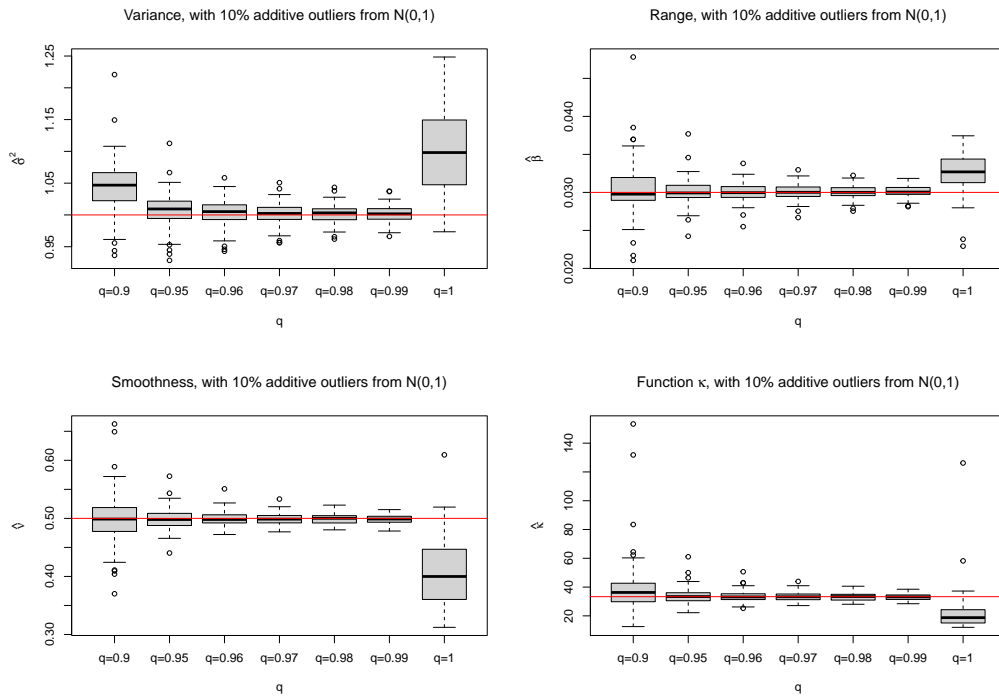 Variance, with 10% additive outliers from N(0,1)
σ̂²
0.95 1.05 1.15 1.25
q=0.9 q=0.95 q=0.96 q=0.97 q=0.98 q=0.99 q=1
q
Range, with 10% additive outliers from N(0,1)
β̂
0.020 0.030 0.040
q=0.9 q=0.95 q=0.96 q=0.97 q=0.98 q=0.99 q=1
q
Smoothness, with 10% additive outliers from N(0,1)
ν̂
0.30 0.40 0.50 0.60
q=0.9 q=0.95 q=0.96 q=0.97 q=0.98 q=0.99 q=1
q
Function κ, with 10% additive outliers from N(0,1)
κ̂
20 40 60 80 100 140
q=0.9 q=0.95 q=0.96 q=0.97 q=0.98 q=0.99 q=1
q